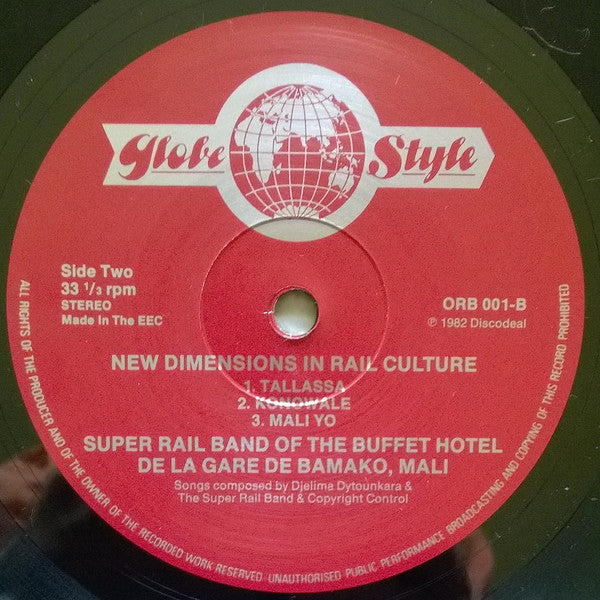 Globe Style
Side Two
33 1/3 rpm
STEREO
Made In The EEC
ORB 001-B
℗ 1982 Discodeal
NEW DIMENSIONS IN RAIL CULTURE
1. TALLASSA
2. KONOWALE
3. MALI YO
SUPER RAIL BAND OF THE BUFFET HOTEL
DE LA GARE DE BAMAKO, MALI
Songs composed by Djelima Dytounkara &
The Super Rail Band & Copyright Control
ALL RIGHTS OF THE PRODUCER AND OF THE OWNER OF THE RECORDED WORK RESERVED UNAUTHORISED PUBLIC PERFORMANCE BROADCASTING AND COPYING OF THIS RECORD PROHIBITED